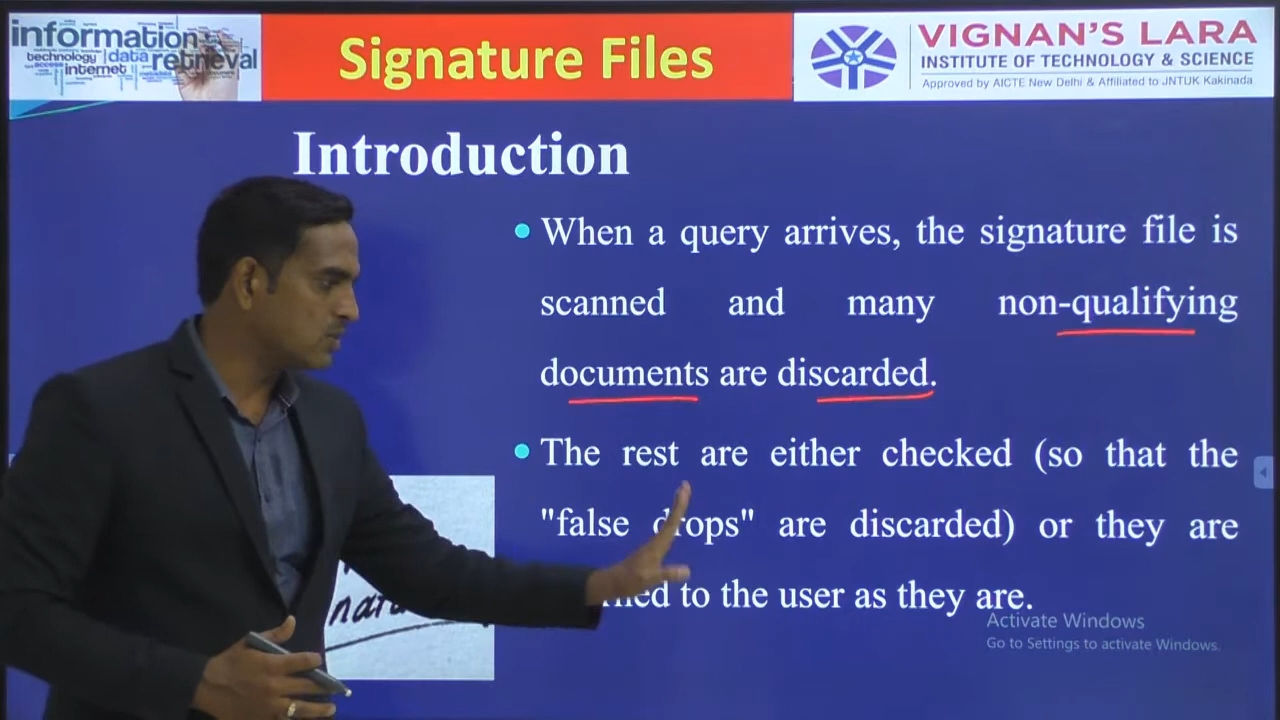 information
technology data retrieval
access internet
Signature Files
VIGNAN'S LARA
INSTITUTE OF TECHNOLOGY & SCIENCE
Approved by AICTE New Delhi & Affiliated to JNTUK Kakinada
Introduction
When a query arrives, the signature file is
scanned and many non-qualifying
documents are discarded.
The rest are either checked (so that the
"false drops" are discarded) or they are
to the user as they are.
Activate Windows
Go to Settings to activate Windows.